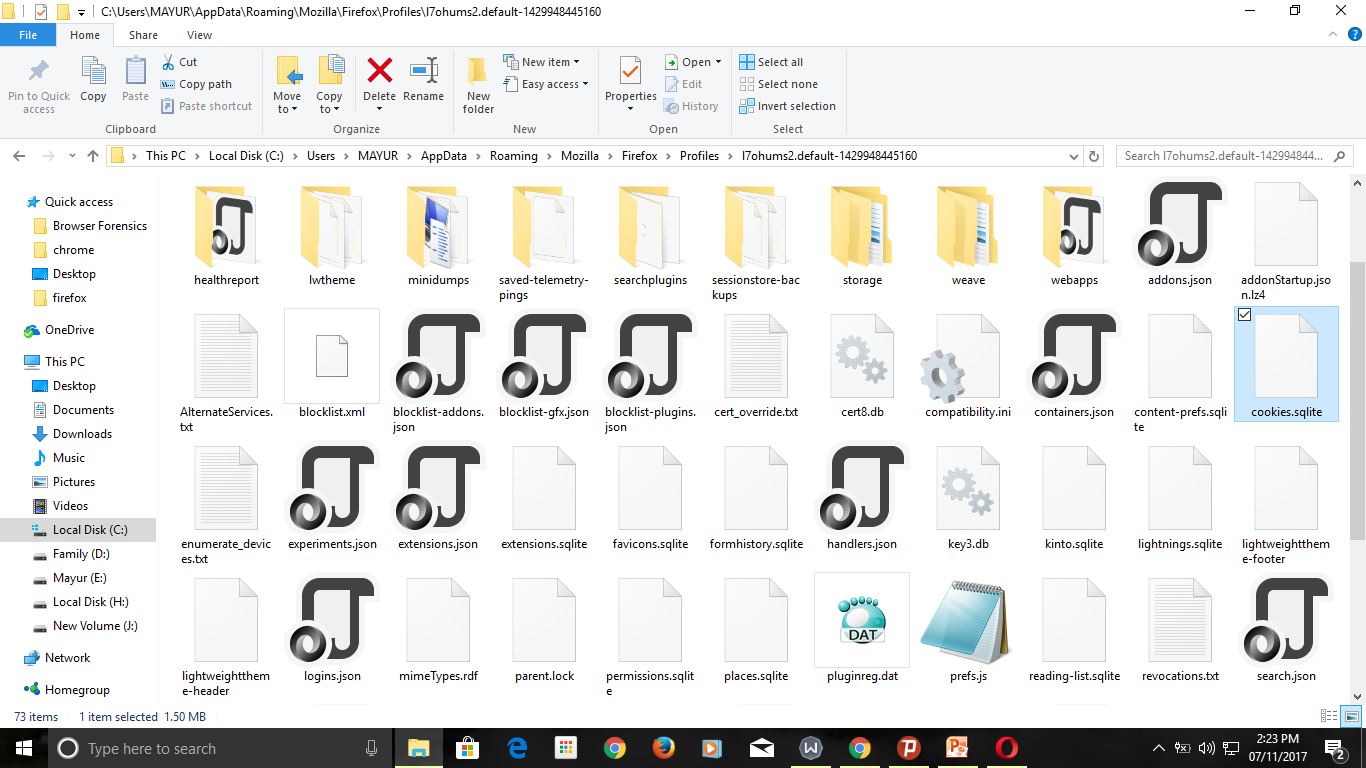 C:\Users\MAYUR\AppData\Roaming\Mozilla\Firefox\Profiles\l7ohums2.default-1429948445160
File Home Share View
Pin to Quick access
Copy
Paste
Cut
Copy path
Paste shortcut
Clipboard
Move to
Copy to
Delete
Rename
Organize
New folder
New item
Easy access
New
Properties
Open
Edit
History
Open
Select all
Select none
Invert selection
Select
This PC > Local Disk (C:) > Users > MAYUR > AppData > Roaming > Mozilla > Firefox > Profiles > l7ohums2.default-1429948445160
Search l7ohums2.default-142994844...
Quick access
Browser Forensics
chrome
Desktop
firefox
OneDrive
This PC
Desktop
Documents
Downloads
Music
Pictures
Videos
Local Disk (C:)
Family (D:)
Mayur (E:)
Local Disk (H:)
New Volume (J:)
Network
Homegroup
healthreport
lwtheme
minidumps
saved-telemetry-
pings
searchplugins
sessionstore-bac
kups
storage
weave
webapps
addons.json
addonStartup.jso
n.lz4
AlternateServices.
txt
blocklist.xml
blocklist-addons.
json
blocklist-gfx.json
blocklist-plugins.
json
cert_override.txt
cert8.db
compatibility.ini
containers.json
content-prefs.sqli
te
cookies.sqlite
enumerate_devic
es.txt
experiments.json
extensions.json
extensions.sqlite
favicons.sqlite
formhistory.sqlite
handlers.json
key3.db
kinto.sqlite
lightnings.sqlite
lightweightthem
e-footer
lightweightthem
e-header
logins.json
mimeTypes.rdf
parent.lock
permissions.sqlit
e
places.sqlite
DAT
pluginreg.dat
prefs.js
reading-list.sqlite
revocations.txt
search.json
73 items 1 item selected 1.50 MB
Type here to search
2:23 PM
07/11/2017
2